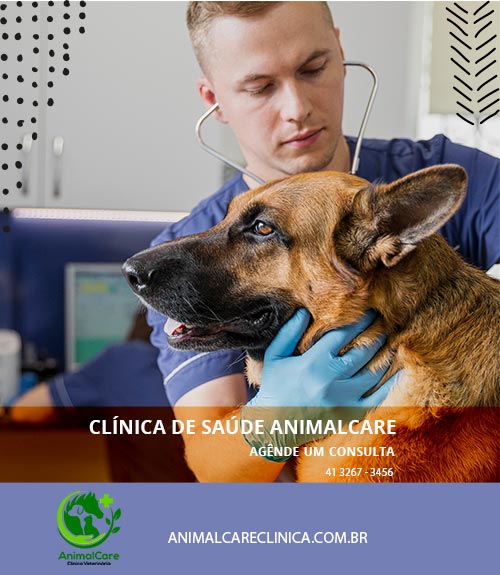 CLÍNICA DE SAÚDE ANIMALCARE
AGÊNDE UM CONSULTA
41 3267 - 3456
AnimalCare
Clínica Veterinária
ANIMALCARECLINICA.COM.BR